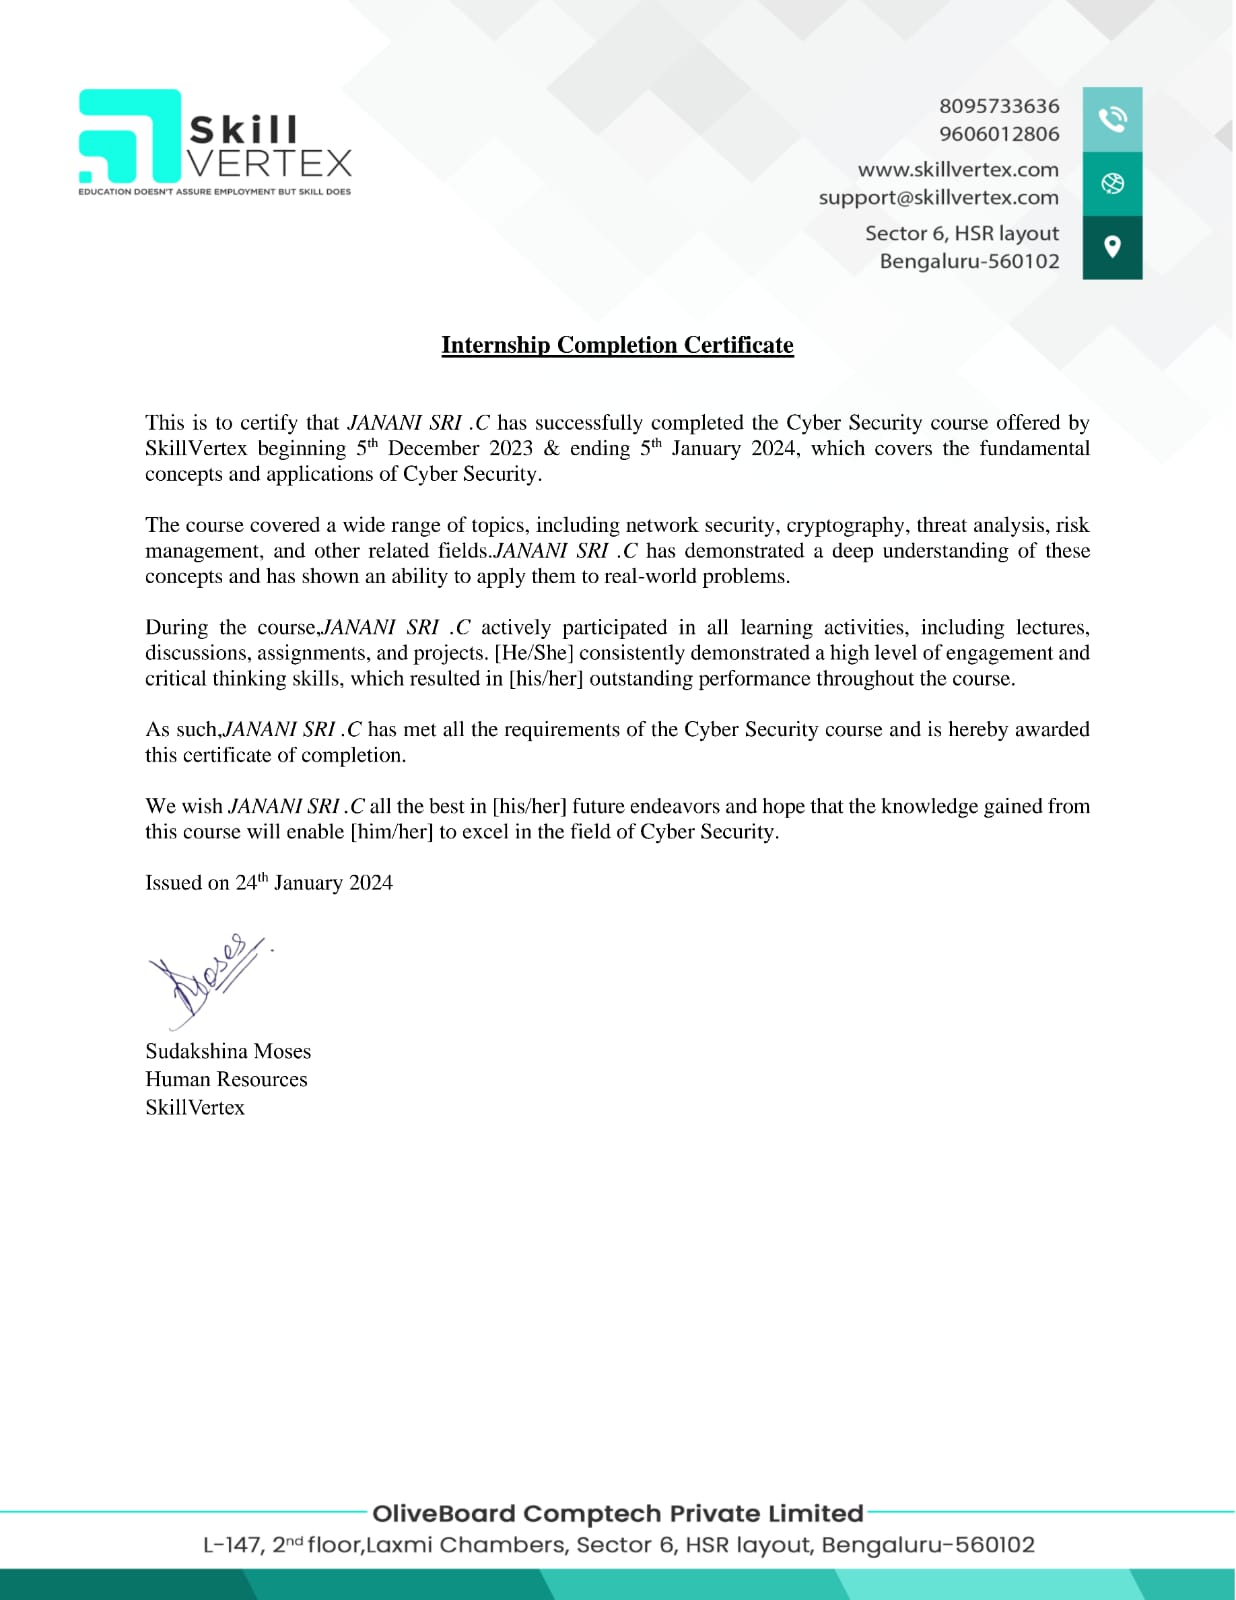 Skill
VERTEX
EDUCATION DOESN'T ASSURE EMPLOYMENT BUT SKILL DOES
8095733636
9606012806
www.skillvertex.com
support@skillvertex.com
Sector 6, HSR layout
Bengaluru-560102
Internship Completion Certificate
This is to certify that JANANI SRI .C has successfully completed the Cyber Security course offered by
SkillVertex beginning 5th December 2023 & ending 5th January 2024, which covers the fundamental
concepts and applications of Cyber Security.
The course covered a wide range of topics, including network security, cryptography, threat analysis, risk
management, and other related fields.JANANI SRI .C has demonstrated a deep understanding of these
concepts and has shown an ability to apply them to real-world problems.
During the course,JANANI SRI .C actively participated in all learning activities, including lectures,
discussions, assignments, and projects. [He/She] consistently demonstrated a high level of engagement and
critical thinking skills, which resulted in [his/her] outstanding performance throughout the course.
As such,JANANI SRI .C has met all the requirements of the Cyber Security course and is hereby awarded
this certificate of completion.
We wish JANANI SRI .C all the best in [his/her] future endeavors and hope that the knowledge gained from
this course will enable [him/her] to excel in the field of Cyber Security.
Issued on 24th January 2024
Moses
Sudakshina Moses
Human Resources
SkillVertex
OliveBoard Comptech Private Limited
L-147, 2nd floor,Laxmi Chambers, Sector 6, HSR layout, Bengaluru-560102